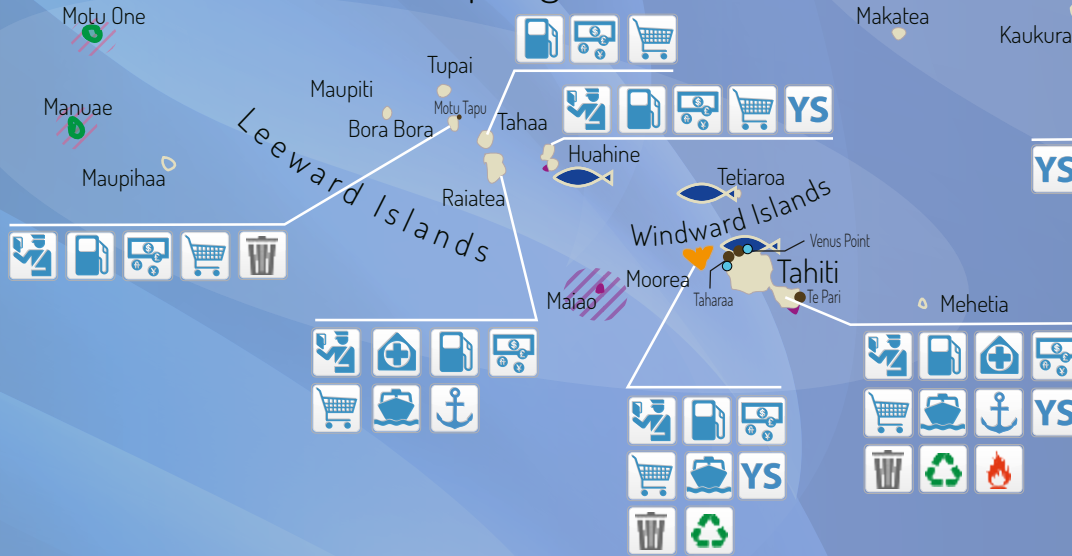 Motu One
Makatea
Kaukura
Tupai
Maupiti
Motu Tapu
Manuae
Bora Bora
Tahaa
YS
Leeward Islands
Huahine
Maupihaa
YS
Raiatea
Tetiaroa
Windward Islands
Venus Point
Moorea
Tahiti
Maiao
Taharaa
Te Pari
Mehetia
YS
YS